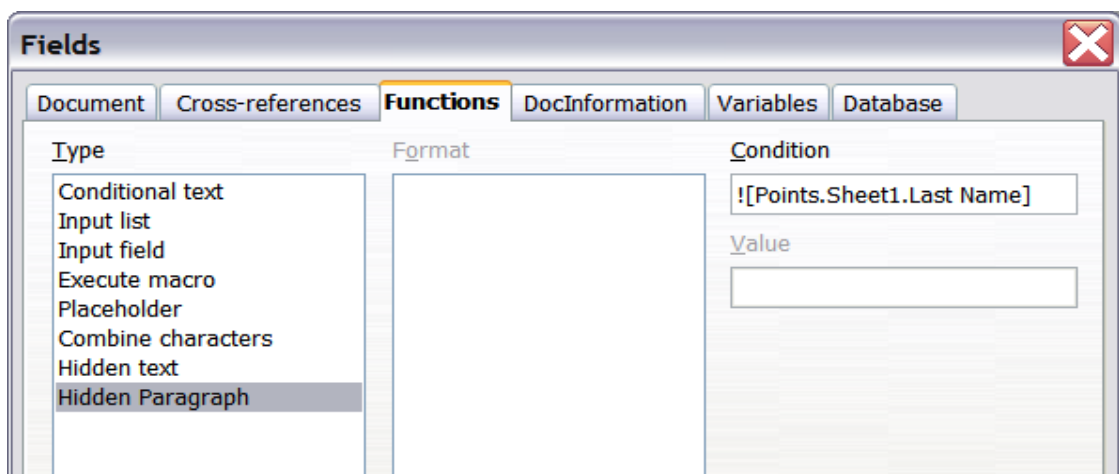 Fields
Document Cross-references Functions DocInformation Variables Database
Type Format Condition
Conditional text
Input list
Input field
Execute macro
Placeholder
Combine characters
Hidden text
Hidden Paragraph
![Points.Sheet1.Last Name]
Value